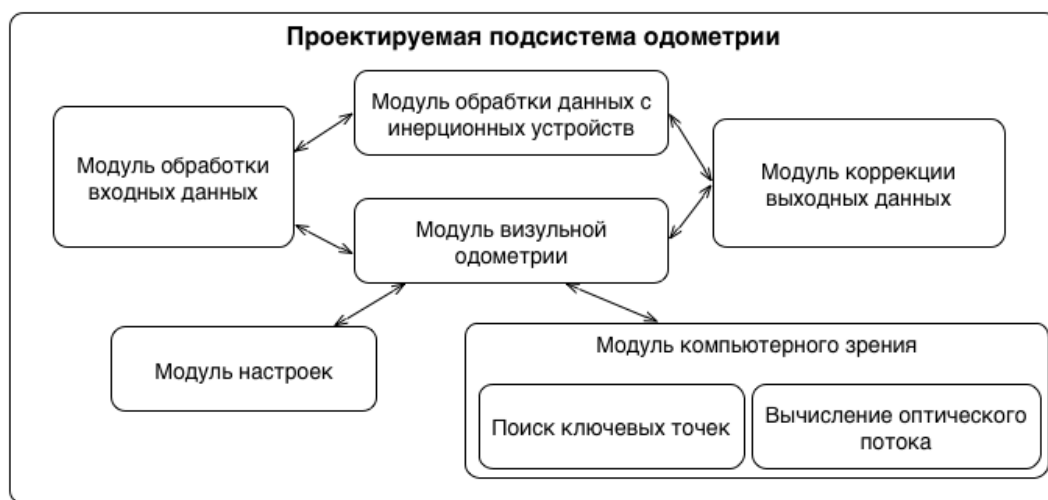 Проектируемая подсистема одометрии
Модуль обрабтки данных с
инерционных устройств
Модуль обработки
входных данных
Модуль коррекции
выходных данных
Модуль визульной
одометрии
Модуль настроек
Модуль компьютерного зрения
Поиск ключевых точек
Вычисление оптического
потока